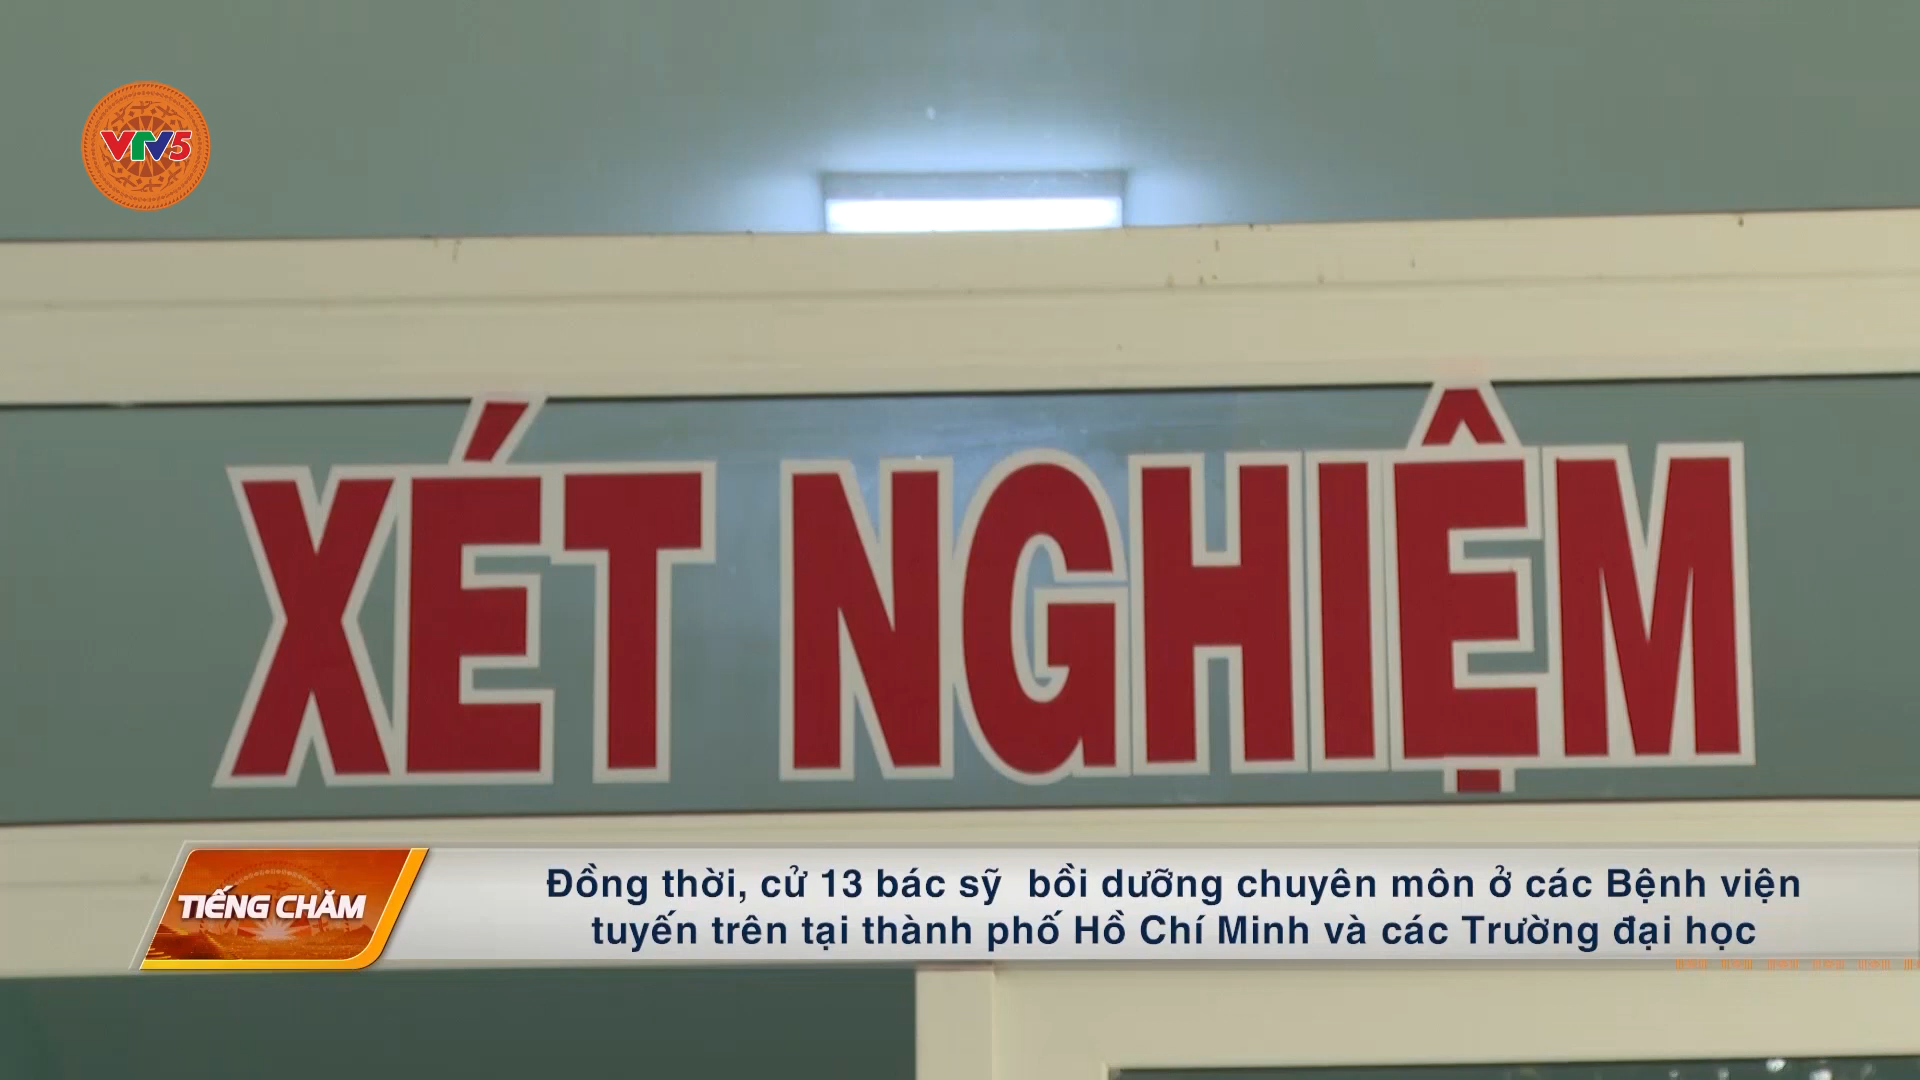 VTV5
XÉT NGHIỆM
TIẾNG CHĂM
Đồng thời, cử 13 bác sỹ  bồi dưỡng chuyên môn ở các Bệnh viện
tuyến trên tại thành phố Hồ Chí Minh và các Trường đại học